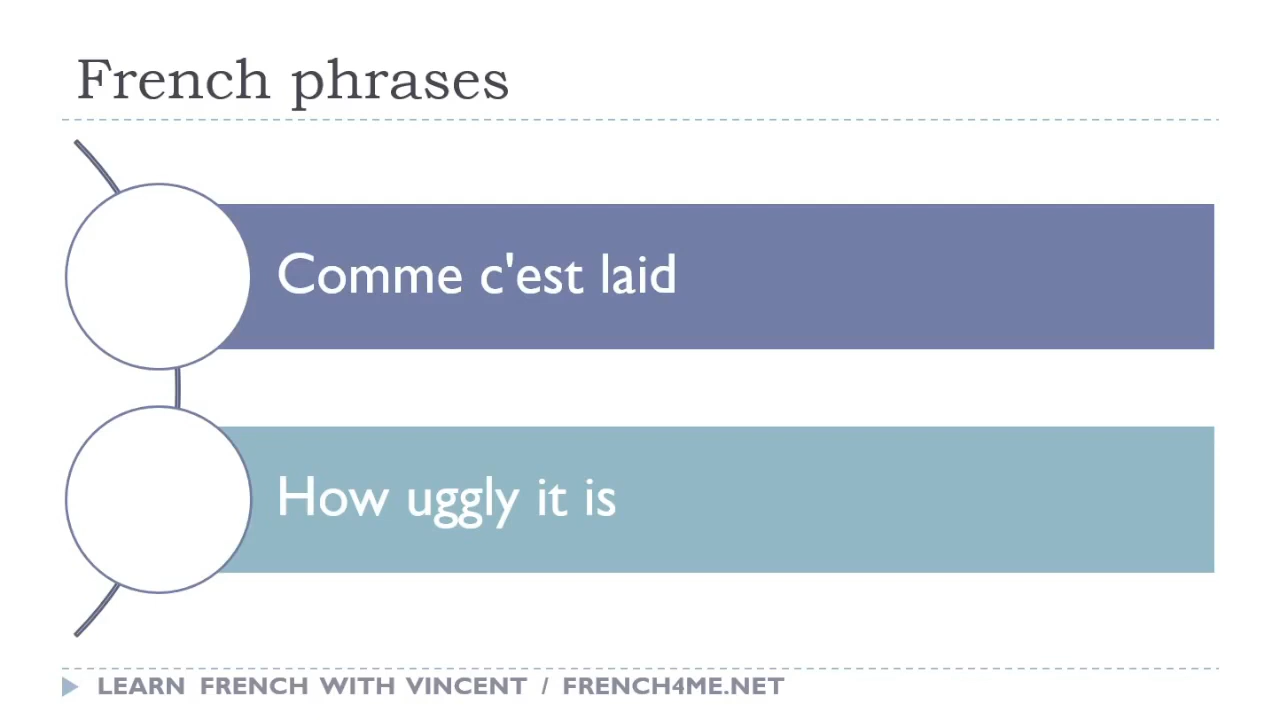 French phrases
Comme c'est laid
How uggly it is
LEARN FRENCH WITH VINCENT / FRENCH4ME.NET